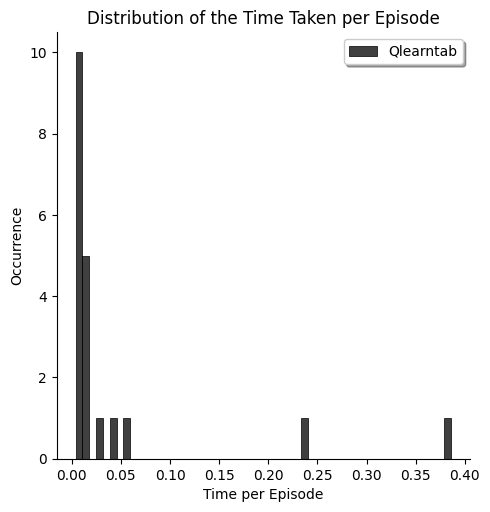 Distribution of the Time Taken per Episode
Qlearntab
10
8
6
4
2
0
Occurrence
0.00 0.05 0.10 0.15 0.20 0.25 0.30 0.35 0.40
Time per Episode